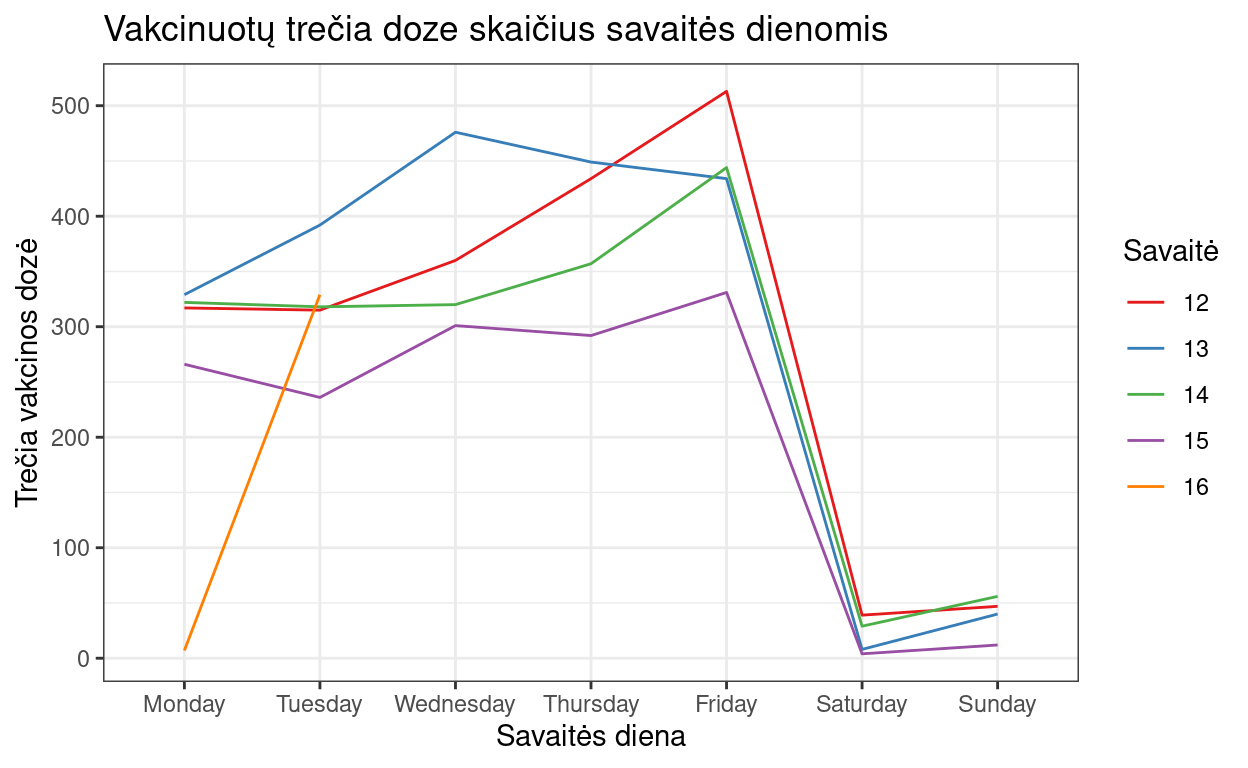 Vakcinuotų trečia doze skaičius savaitės dienomis
Trečia vakcinos dozė
500
400
300
200
100
0
Monday Tuesday Wednesday Thursday Friday Saturday Sunday
Savaitės diena
Savaitė
12
13
14
15
16